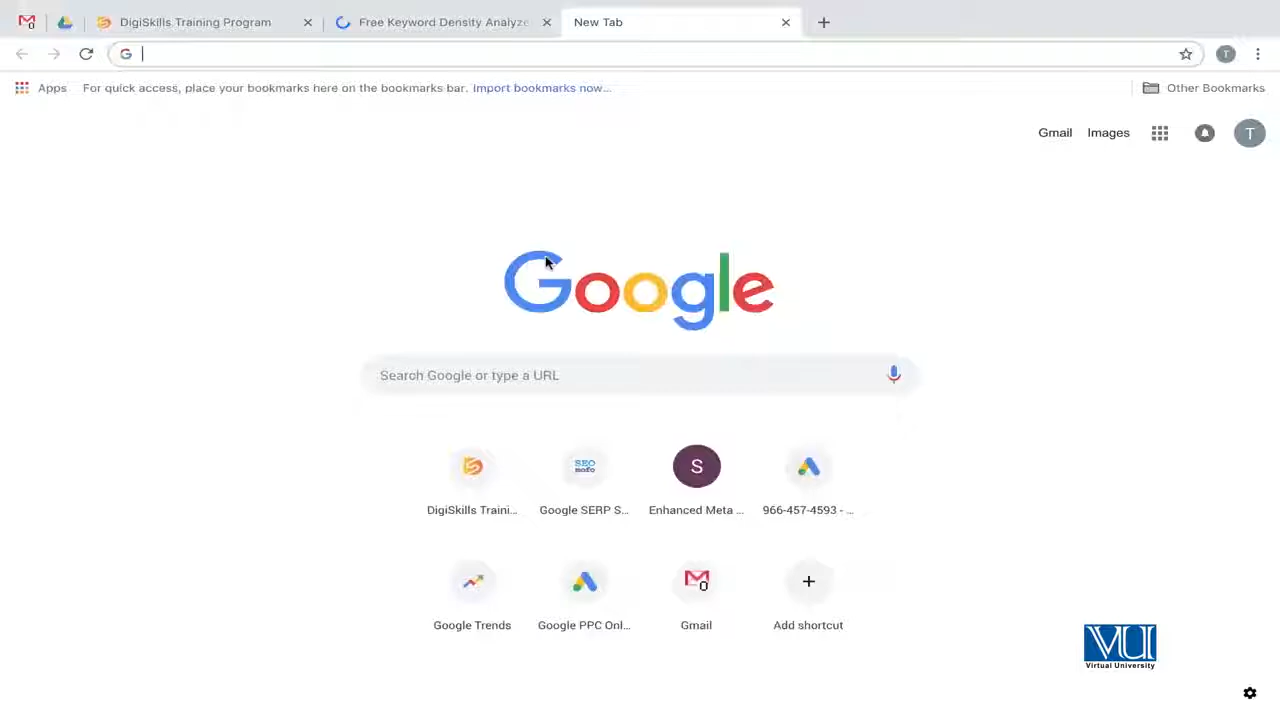 DigiSkills Training Program
Free Keyword Density Analyze
New Tab
Apps
For quick access, place your bookmarks here on the bookmarks bar. Import bookmarks now...
Other Bookmarks
Gmail
Images
T
Google
Search Google or type a URL
SEO
mofo
S
DigiSkills Traini...
Google SERP S...
Enhanced Meta ...
966-457-4593 - ...
0
Google Trends
Google PPC Onl...
Gmail
Add shortcut
VU
Virtual University